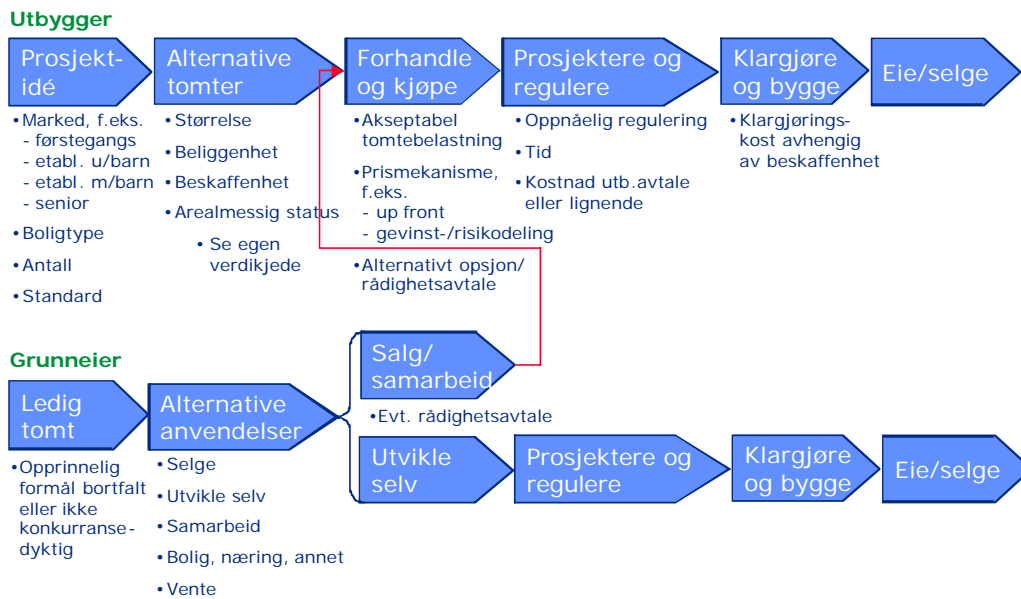 Utbygger
Prosjekt-
idé
Alternative
tomter
Forhandle
og kjøpe
Prosjektere og
regulere
Klargjøre
og bygge
Eie/selge
•Marked, f.eks.
- førstegangs
- etabl. u/barn
- etabl. m/barn
- senior
•Boligtype
•Antall
•Standard
•Størrelse
•Beliggenhet
•Beskaffenhet
•Arealmessig status
•Se egen
verdikjede
•Akseptabel
tomtebelastning
•Prismekanisme,
f.eks.
- up front
- gevinst-/risikodeling
•Alternativt opsjon/
rådighetsavtale
•Oppnåelig regulering
•Tid
•Kostnad utb.avtale
eller lignende
•Klargjørings-
kost avhengig
av beskaffenhet
Grunneier
Ledig
tomt
Alternative
anvendelser
Salg/
samarbeid
•Evt. rådighetsavtale
Utvikle
selv
Prosjektere og
regulere
Klargjøre
og bygge
Eie/selge
•Opprinnelig
formål bortfalt
eller ikke
konkurranse-
dyktig
•Selge
•Utvikle selv
•Samarbeid
•Bolig, næring, annet
•Vente